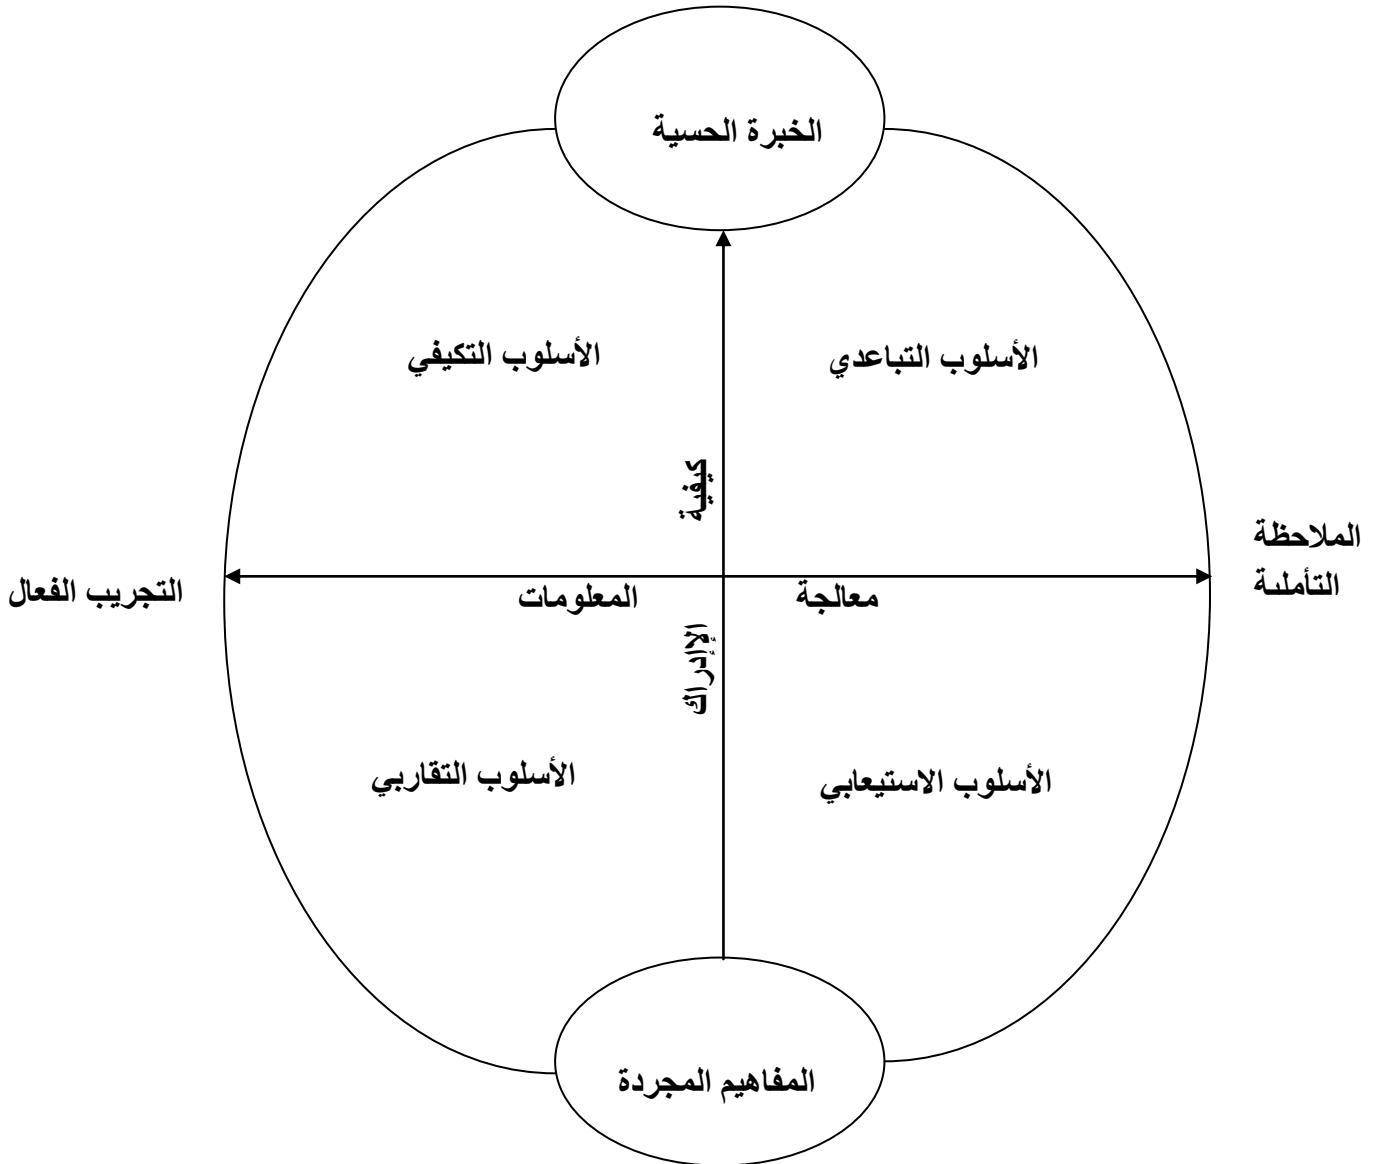 الخبرة الحسية
الأسلوب التباعدي
الأسلوب التكيفي
كيفية
الملاحظة
التأملية
التجريب الفعال
معالجة
المعلومات
الإدراك
الأسلوب الاستيعابي
الأسلوب التقاربي
المفاهيم المجردة